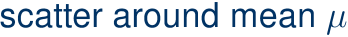 scatter around mean μ